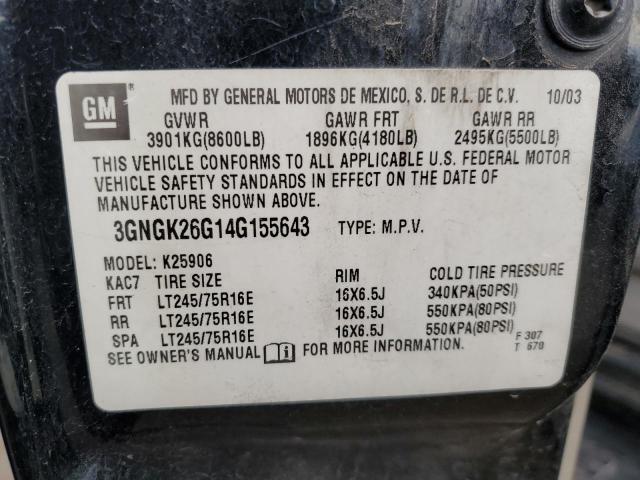 GM
MFD BY GENERAL MOTORS DE MEXICO, S. DE R.L. DE C.V. 10/03
GVWR GAWR FRT GAWR RR
3901KG(8600LB) 1896KG(4180LB) 2495KG(5500LB)
THIS VEHICLE CONFORMS TO ALL APPLICABLE U.S. FEDERAL MOTOR
VEHICLE SAFETY STANDARDS IN EFFECT ON THE DATE OF
MANUFACTURE SHOWN ABOVE.
3GNGK26G14G155643 TYPE: M.P.V.
MODEL: K25906
KAC7 TIRE SIZE RIM COLD TIRE PRESSURE
FRT LT245/75R16E 16X6.5J 340KPA(50PSI)
RR LT245/75R16E 16X6.5J 550KPA(80PSI)
SPA LT245/75R16E 16X6.5J 550KPA(80PSI)
SEE OWNER'S MANUAL FOR MORE INFORMATION.
F 307
T 670